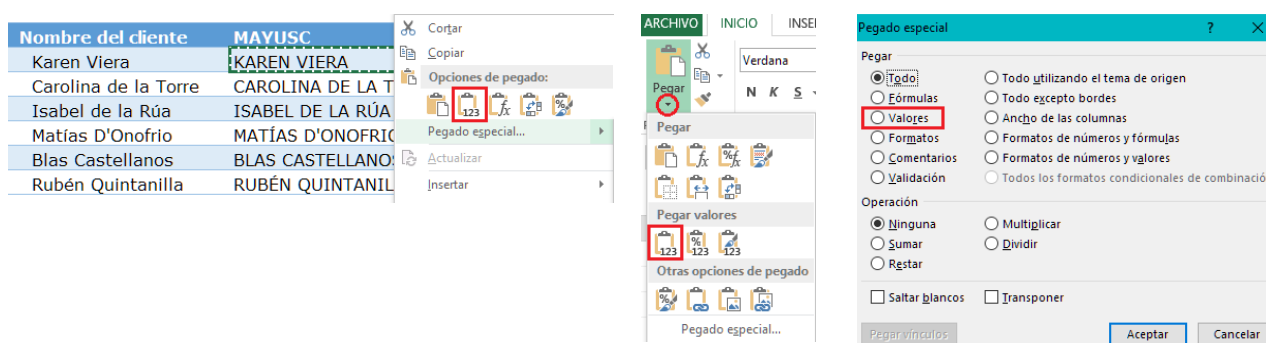 Nombre del cliente MAYUSC
Karen Viera KAREN VIERA
Carolina de la Torre CAROLINA DE LA T
Isabel de la Rúa ISABEL DE LA RÚA
Matías D'Onofrio MATÍAS D'ONOFRIO
Blas Castellanos BLAS CASTELLANO
Rubén Quintanilla RUBÉN QUINTANIL
Cortar
Copiar
Opciones de pegado:
123
Pegado especial...
Actualizar
Insertar
ARCHIVO INICIO INSE
Pegar
Verdana
N K S
Pegar
Pegar valores
123 123 123
Otras opciones de pegado
Pegado especial...
Pegado especial ? X
Pegar
Todo Todo utilizando el tema de origen
Fórmulas Todo excepto bordes
Valores Ancho de las columnas
Formatos Formatos de números y fórmulas
Comentarios Formatos de números y valores
Validación Todos los formatos condicionales de combinació
Operación
Ninguna Multiplicar
Sumar Dividir
Restar
Saltar blancos Transponer
Pegar vínculos Aceptar Cancelar